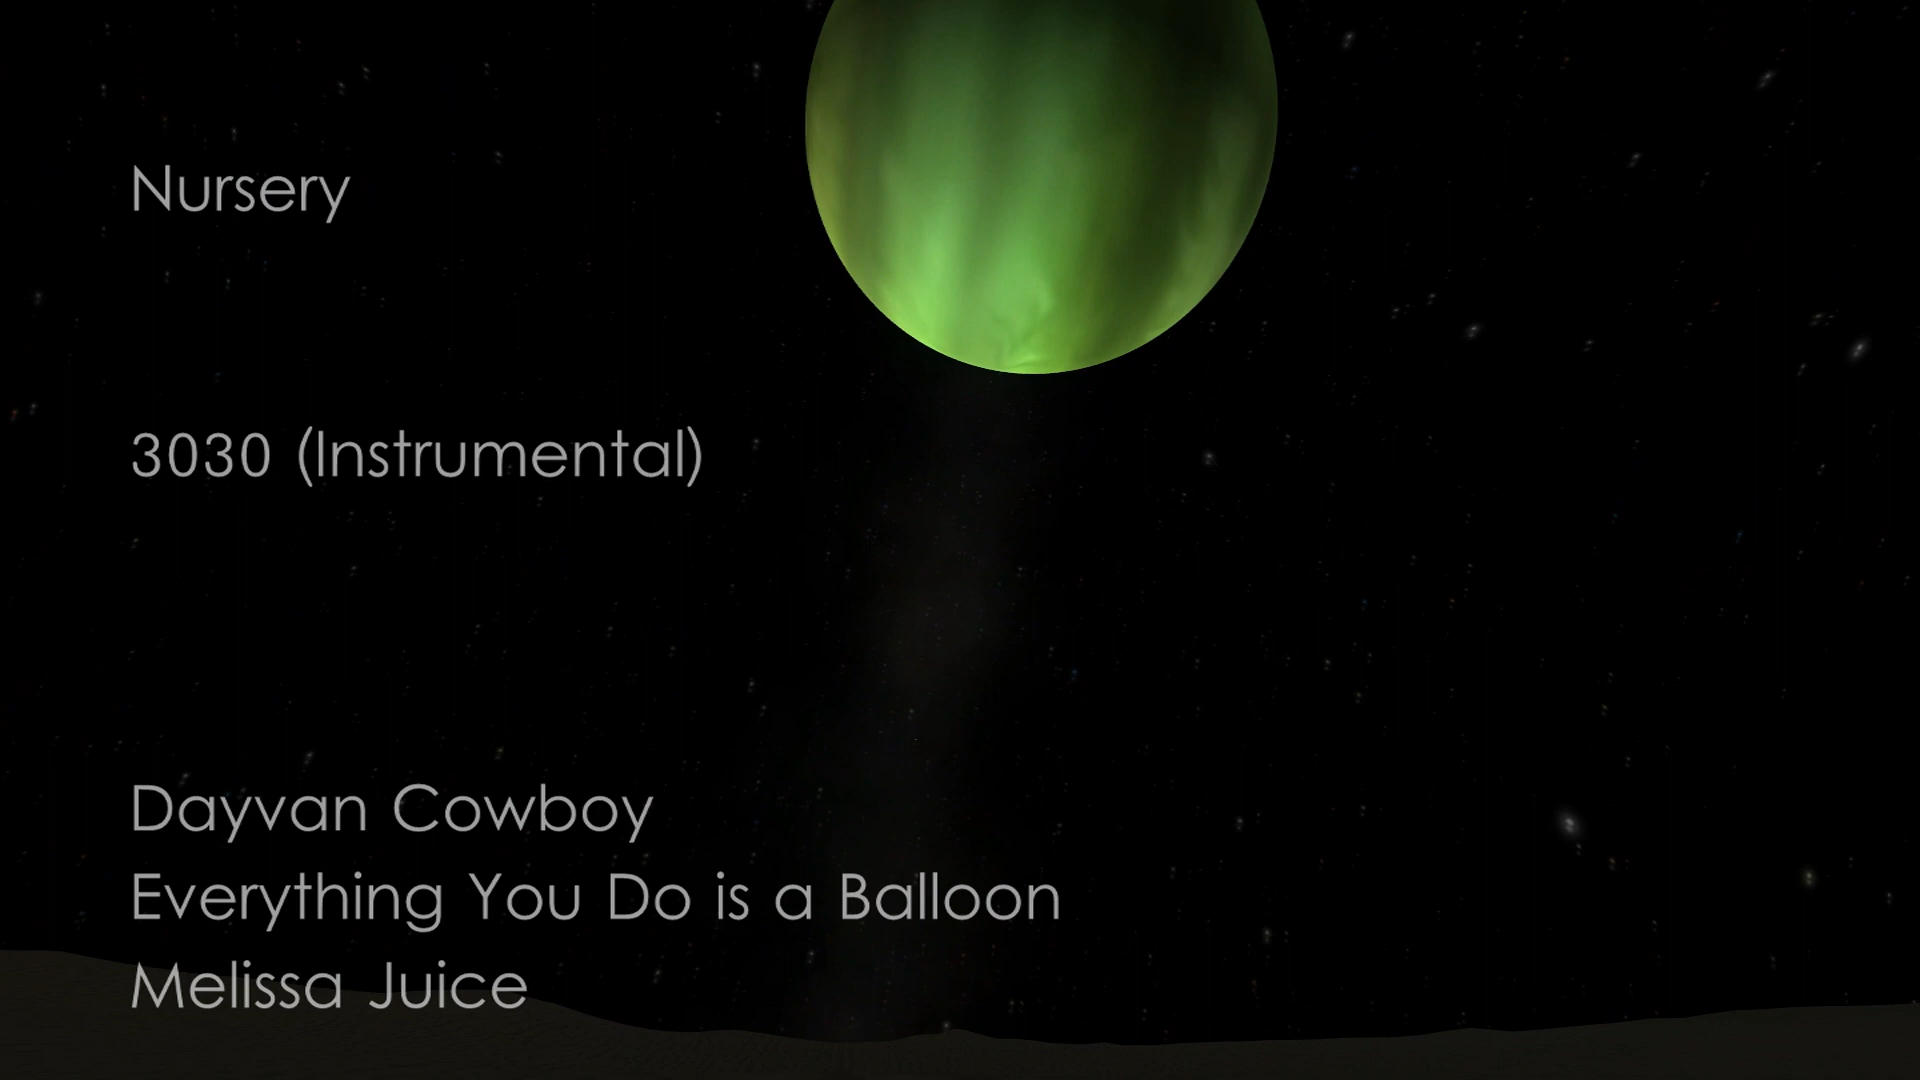 Nursery
3030 (Instrumental)
Dayvan Cowboy
Everything You Do is a Balloon
Melissa Juice